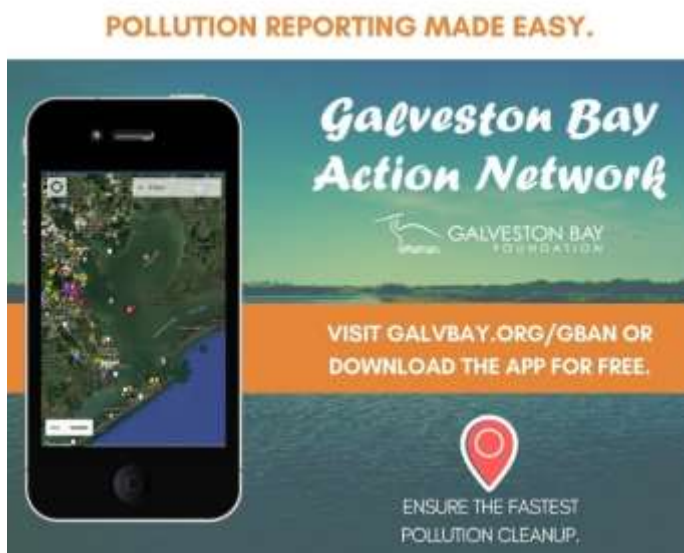 POLLUTION REPORTING MADE EASY.
Galveston Bay
Action Network
GALVESTON BAY
FOUNDATION
VISIT GALVBAY.ORG/GBAN OR
DOWNLOAD THE APP FOR FREE.
ENSURE THE FASTEST
POLLUTION CLEANUP.